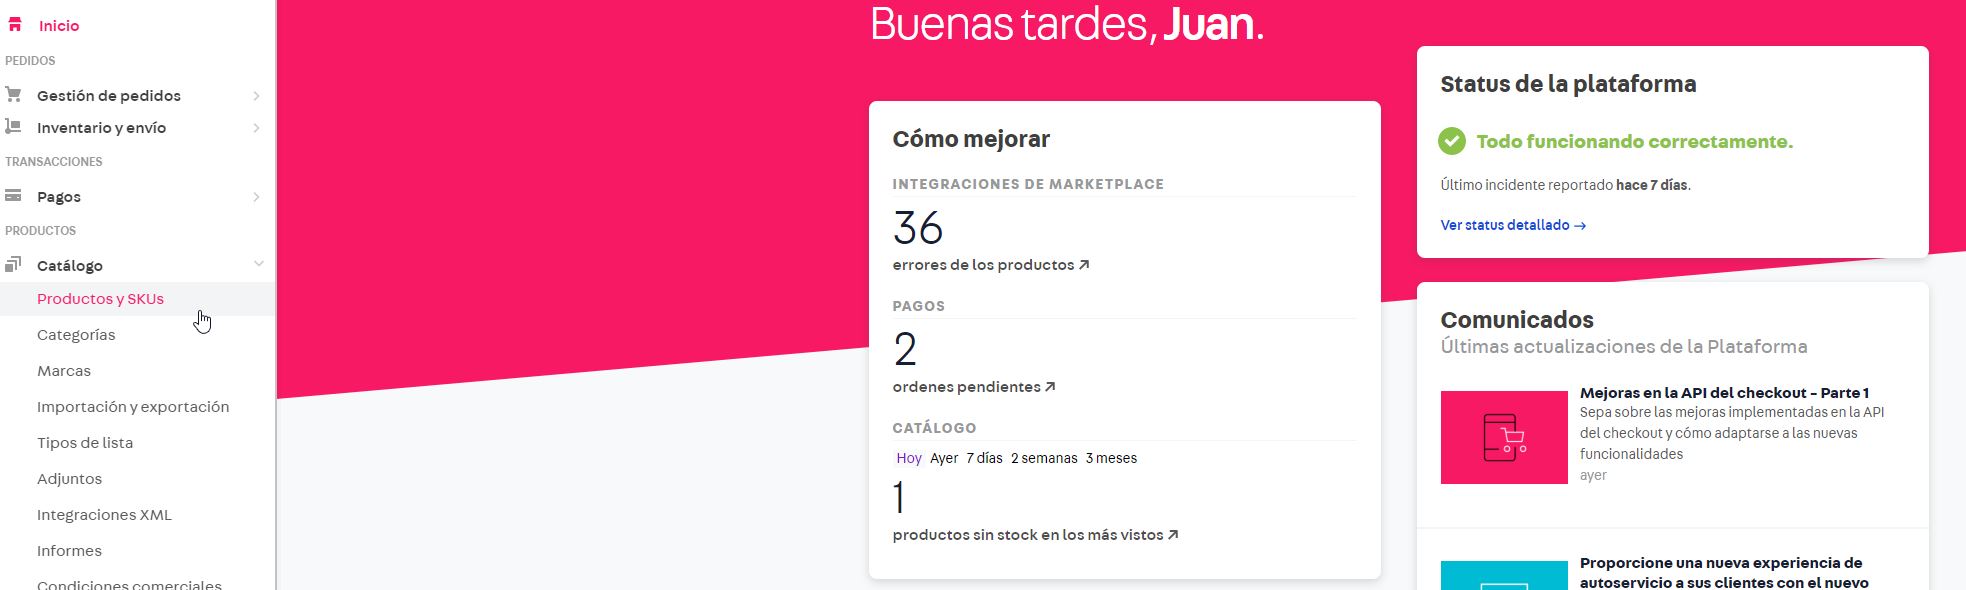 Inicio
PEDIDOS
Gestión de pedidos
Inventario y envío
TRANSACCIONES
Pagos
PRODUCTOS
Catálogo
Productos y SKUs
Categorías
Marcas
Importación y exportación
Tipos de lista
Adjuntos
Integraciones XML
Informes
Condiciones comerciales
Buenas tardes, Juan.
Cómo mejorar
INTEGRACIONES DE MARKETPLACE
36
errores de los productos
PAGOS
2
ordenes pendientes
CATÁLOGO
Hoy Ayer 7 días 2 semanas 3 meses
1
productos sin stock en los más vistos
Status de la plataforma
Todo funcionando correctamente.
Último incidente reportado hace 7 días.
Ver status detallado →
Comunicados
Últimas actualizaciones de la Plataforma
Mejoras en la API del checkout - Parte 1
Sepa sobre las mejoras implementadas en la API
del checkout y cómo adaptarse a las nuevas
funcionalidades
ayer
Proporcione una nueva experiencia de
autoservicio a sus clientes con el nuevo